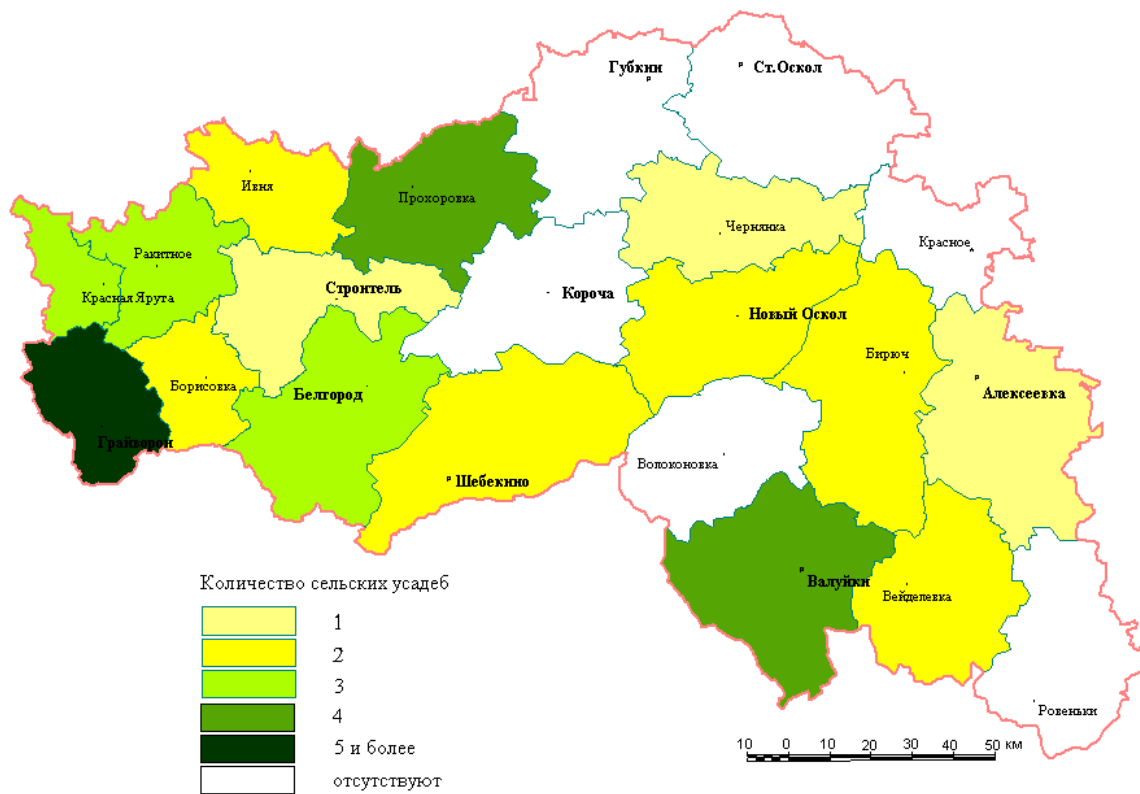 Губкин
Ст.Оскол
Ивня
Прохоровка
Чернянка
Красное
Ракитное
Красная Ярута
Строитель
Короча
Новый Оскол
Бирюч
Борисовка
Белгород
Алексеевка
Грайворон
Волоконовка
Шебекино
Валуйки
Вейделевка
Ровеньки
Количество сельских усадеб
1
2
3
4
5 и более
отсутствуют
10 0 10 20 30 40 50 км